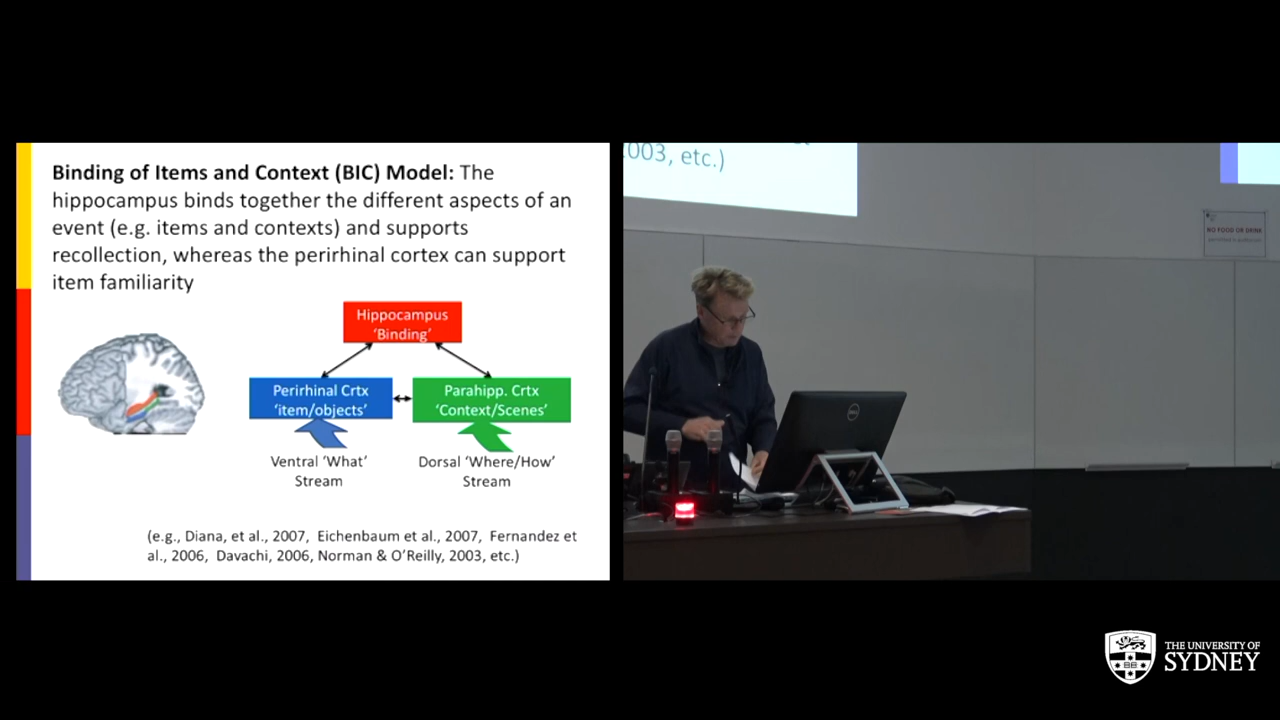 Binding of Items and Context (BIC) Model: The
hippocampus binds together the different aspects of an
event (e.g. items and contexts) and supports
recollection, whereas the perirhinal cortex can support
item familiarity
Hippocampus
‘Binding’
Perirhinal Crtx
‘item/objects’
Parahipp. Crtx
‘Context/Scenes’
Ventral ‘What’
Stream
Dorsal ‘Where/How’
Stream
(e.g., Diana, et al., 2007, Eichenbaum et al., 2007, Fernandez et
al., 2006, Davachi, 2006, Norman & O’Reilly, 2003, etc.)
2003, etc.)
NO FOOD OR DRINK
DELL
THE UNIVERSITY OF
SYDNEY